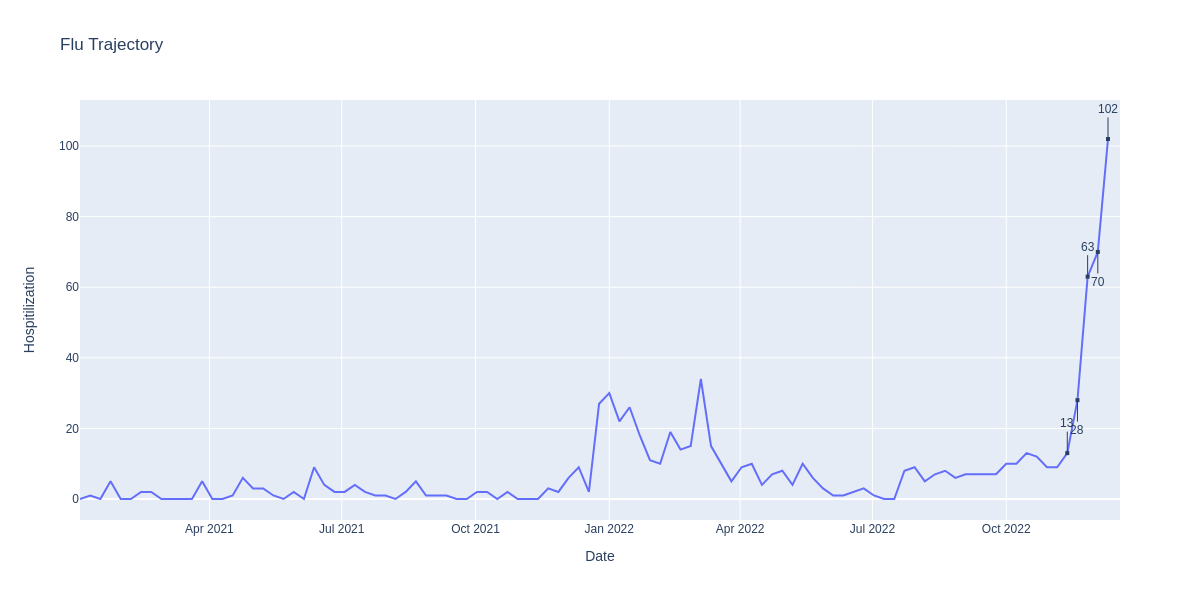 Flu Trajectory
102
100
80
63
70
60
40
13
28
20
0
Hospitilization
Apr 2021
Jul 2021
Oct 2021
Jan 2022
Apr 2022
Jul 2022
Oct 2022
Date